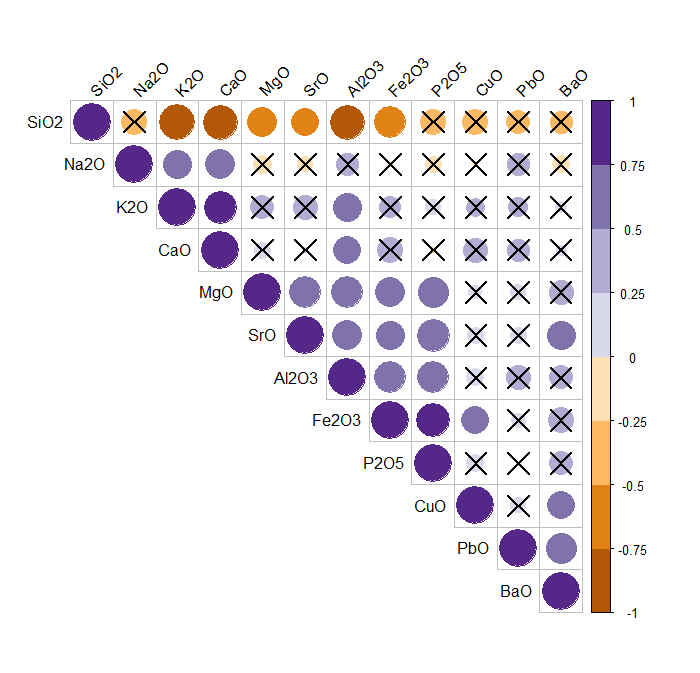 SiO2 Na2O K2O CaO MgO SrO Al2O3 Fe2O3 P2O5 CuO PbO BaO
SiO2
Na2O
K2O
CaO
MgO
SrO
Al2O3
Fe2O3
P2O5
CuO
PbO
BaO
1
0.75
0.5
0.25
0
-0.25
-0.5
-0.75
-1